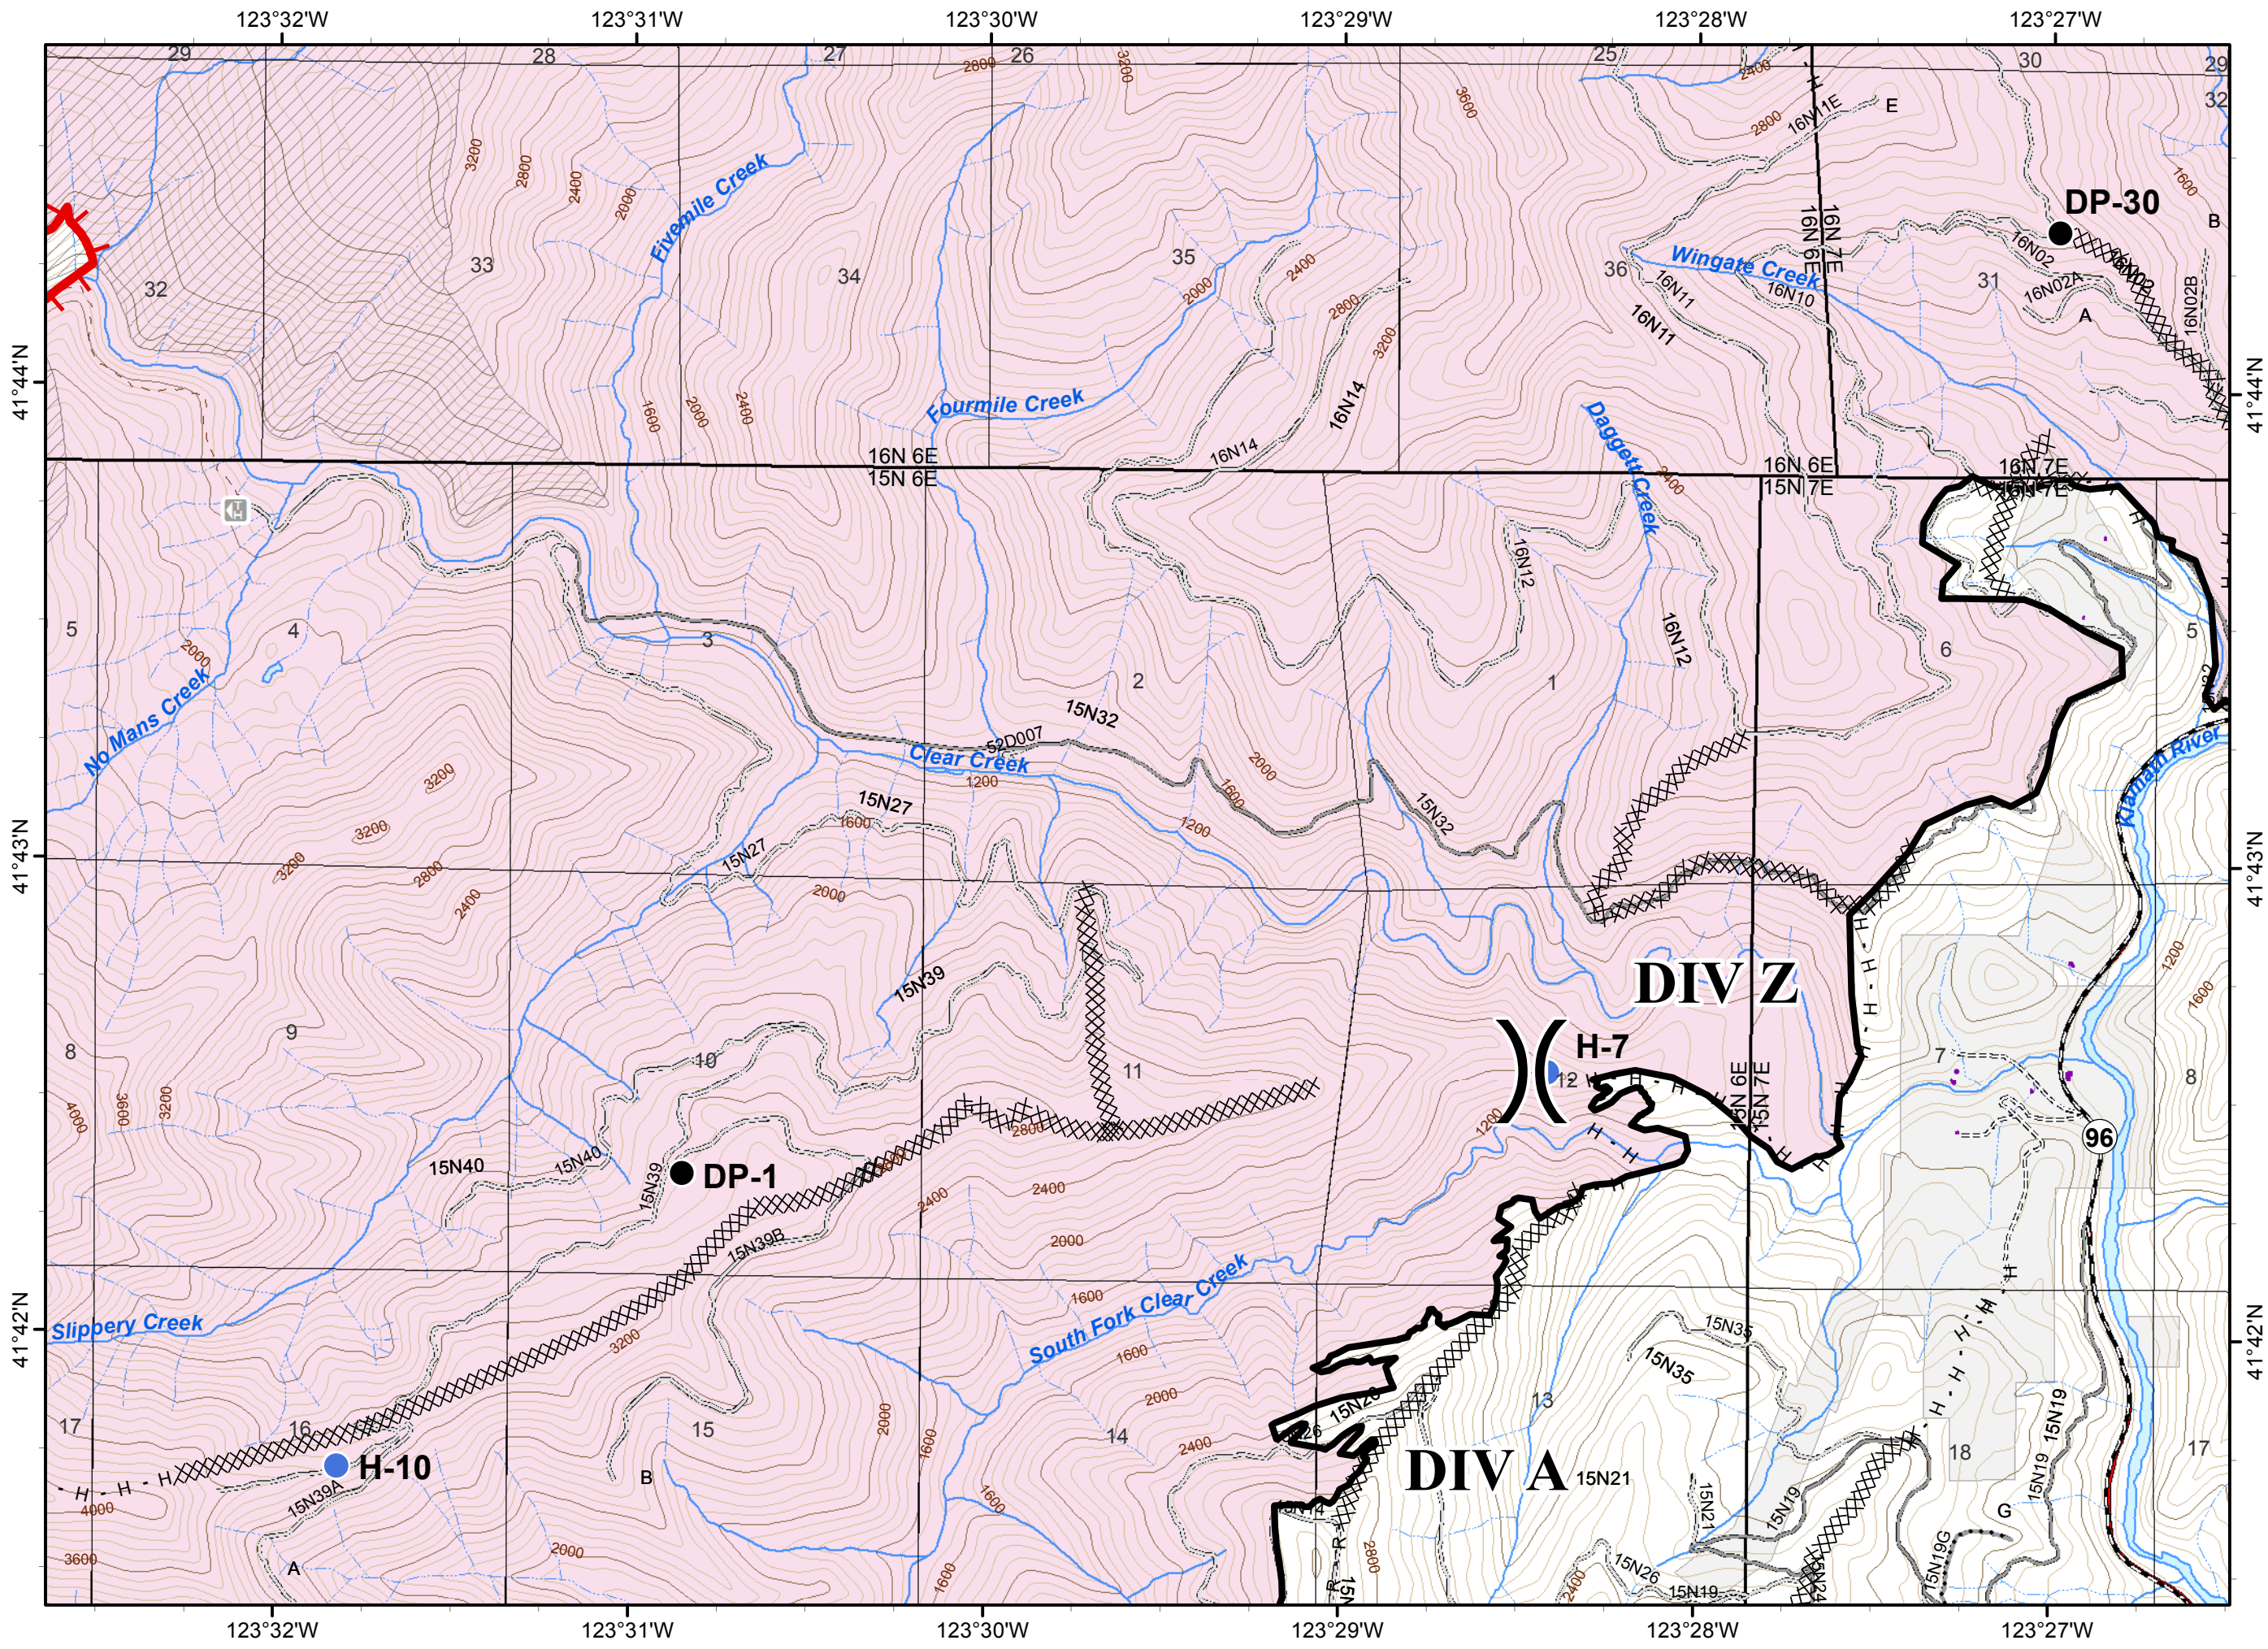 123°32'W
123°31'W
123°30'W
123°29'W
123°28'W
123°27'W
29
28
27
26
25
30
29
32
2800
3200
3600
2400
2800
16N11E
E
1600
3200
2800
2400
2000
Fivemile Creek
DP-30
B
16N 6E
16N 7E
32
33
34
35
36
31
Wingate Creek
16N02
16N02
16N02A
16N02B
A
2400
2000
2800
3200
16N11
16N11
16N10
41°44'N
41°44'N
1600
2000
2400
Fourmile Creek
16N14
16N14
Daggett Creek
2400
16N 6E
15N 6E
16N 6E
15N 7E
16N 7E
H
5
4
3
2
1
6
5
2000
No Mans Creek
16N12
16N12
15N32
52D007
Clear Creek
1200
2000
1600
15N32
Klamath River
3200
3200
3200
2800
2400
15N27
1600
15N27
2000
1200
41°43'N
41°43'N
1200
1600
DIV Z
15N39
9
8
10
11
H-7
12
7
8
4000
3600
3200
2800
2800
1200
15N 6E
15N 7E
96
15N40
15N40
15N39
DP-1
2400
2400
2000
15N39B
41°42'N
41°42'N
Slippery Creek
3200
South Fork Clear Creek
1600
1600
2000
15N35
15N35
17
16
15
14
13
18
17
2000
1600
2400
15N26
H-10
15N39A
4000
3600
B
A
2000
1600
1600
DIV A
15N21
15N21
15N19
15N19
15N19
G
15N19G
2800
2400
15N26
15N19
15N24
123°32'W
123°31'W
123°30'W
123°29'W
123°28'W
123°27'W